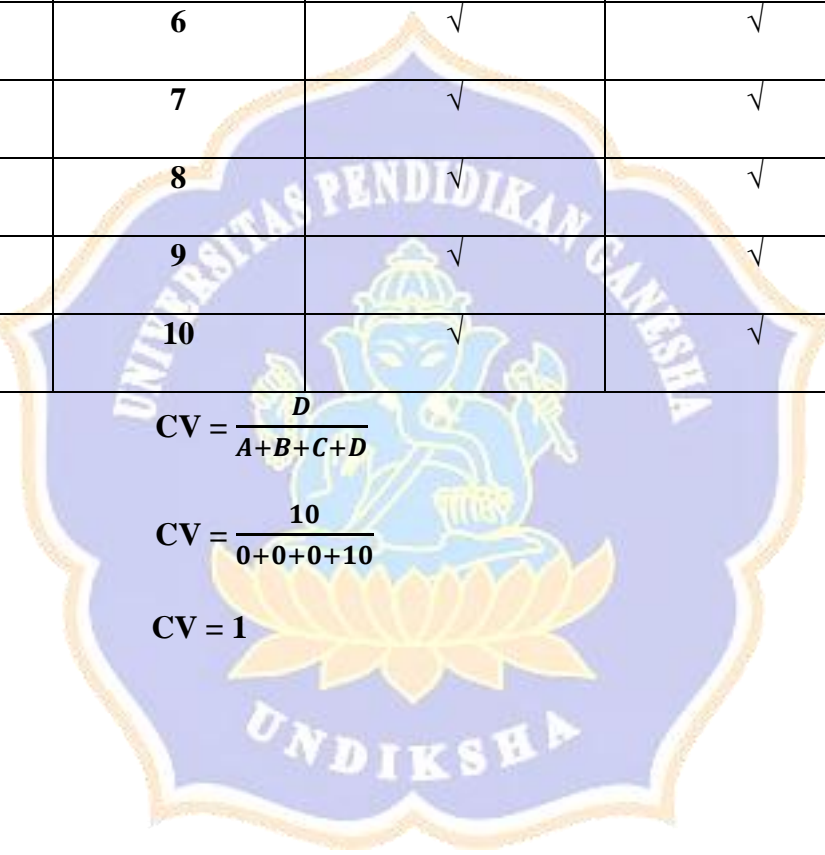 6 √ √
7 √ √
8 √ √
9 √ √
10 √ √
UNIVERSITAS PENDIDIKAN GANESHA
CV = D / A+B+C+D
CV = 10 / 0+0+0+10
CV = 1
UNDIKSHA